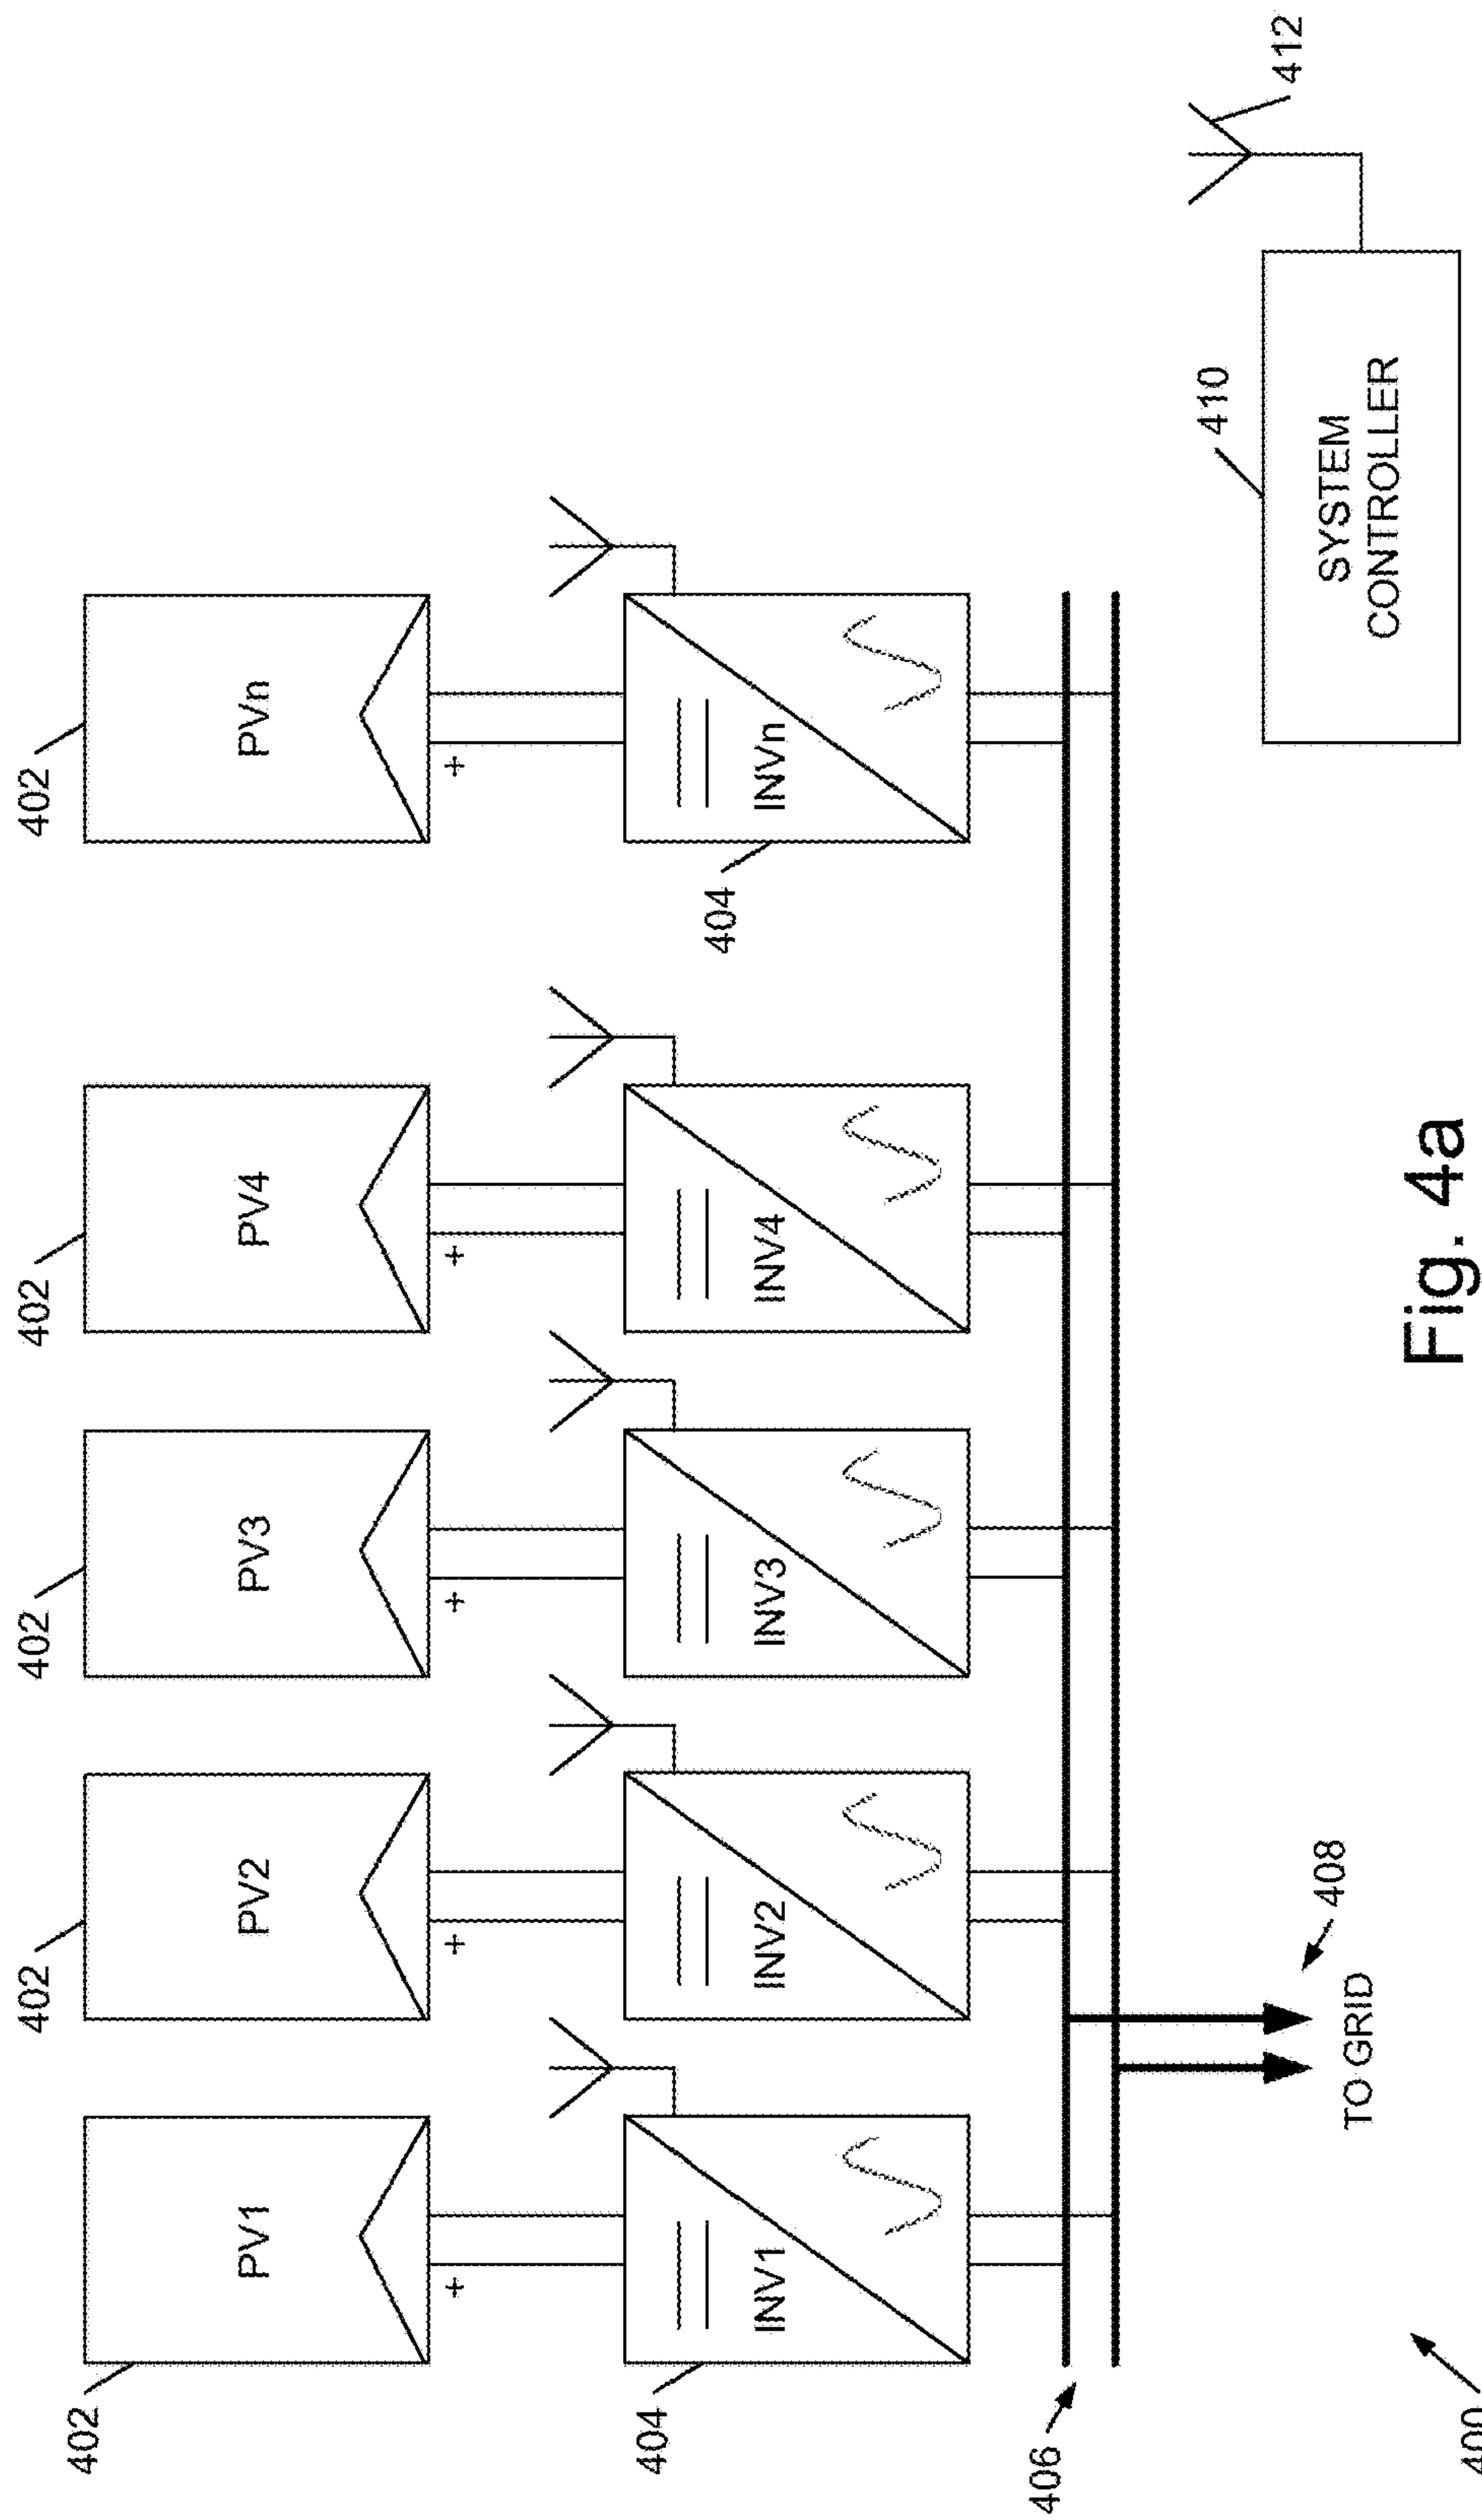 402
402
402
402
402
PV1
PV2
PV3
PV4
PVn
+
+
+
+
+
404
INV1
INV2
INV3
INV4
404
INVn
406
408
TO GRID
410
412
SYSTEM
CONTROLLER
400
Fig. 4a